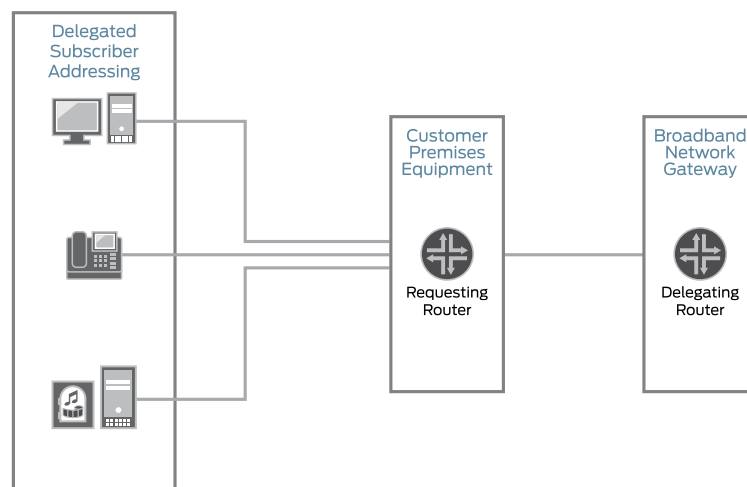 Delegated
Subscriber
Addressing
Customer
Premises
Equipment
Requesting
Router
Broadband
Network
Gateway
Delegating
Router